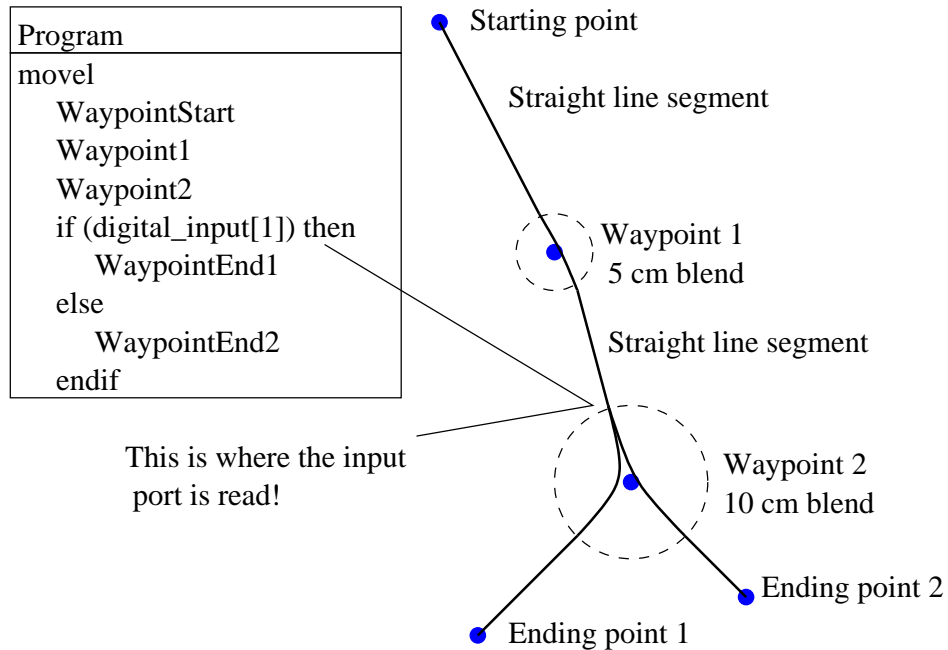 Program
movel
WaypointStart
Waypoint1
Waypoint2
if (digital_input[1]) then
WaypointEnd1
else
WaypointEnd2
endif
This is where the input
port is read!
Starting point
Straight line segment
Waypoint 1
5 cm blend
Straight line segment
Waypoint 2
10 cm blend
Ending point 2
Ending point 1